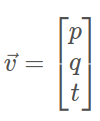 v⃗ = [p
q
t]